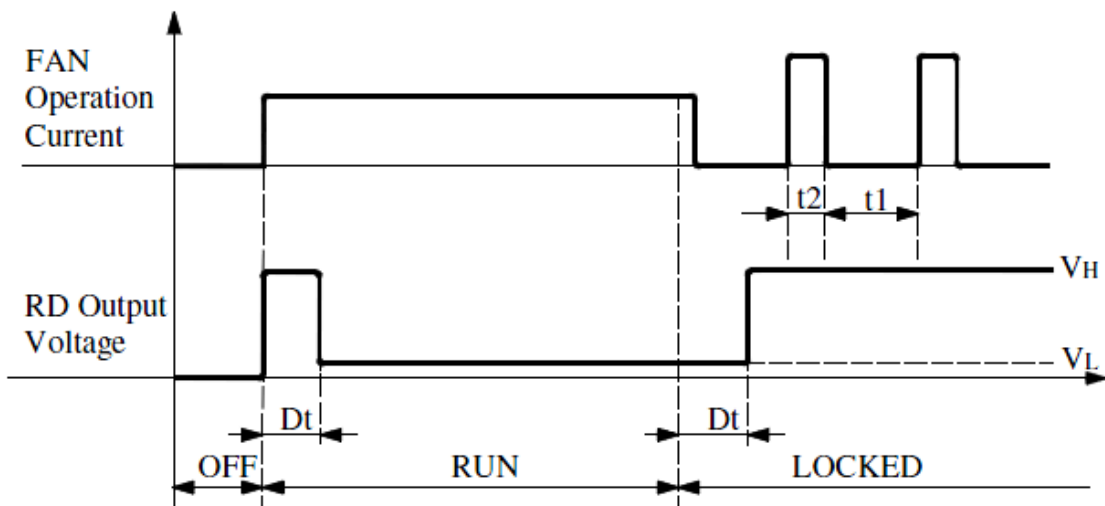 FAN
Operation
Current
t2
t1
VH
RD Output
Voltage
VL
Dt
Dt
OFF
RUN
LOCKED